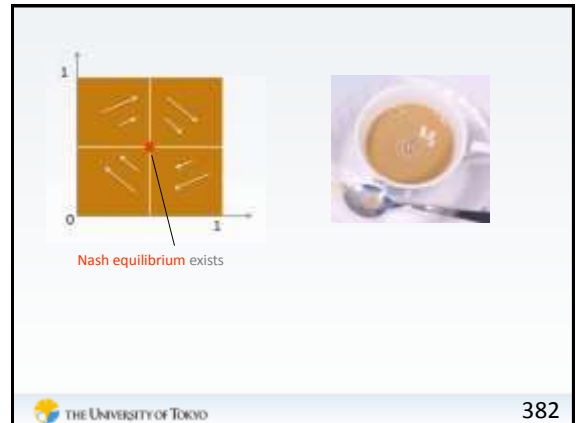 1
0
1
Nash equilibrium exists
THE UNIVERSITY OF TOKYO
382